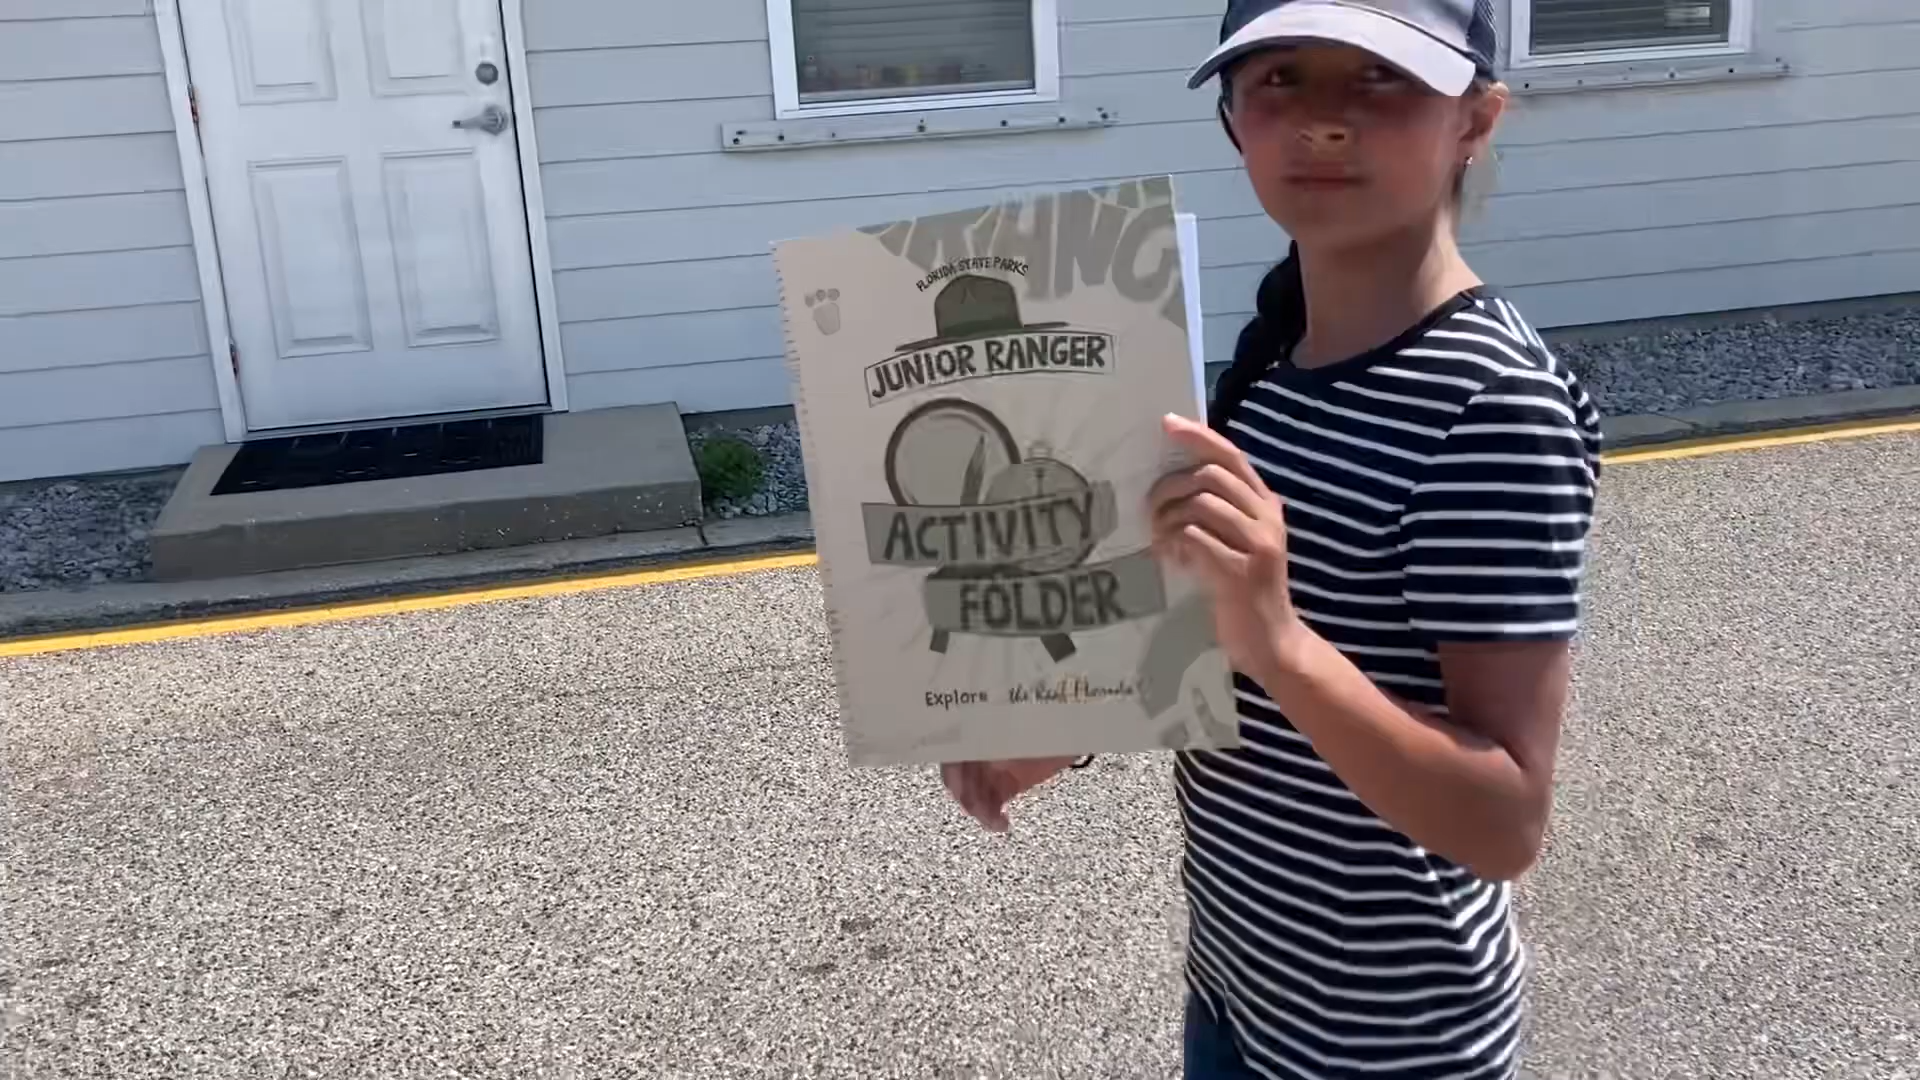 FLORIDA STATE PARKS
JUNIOR RANGER
ACTIVITY
FOLDER
Explore the Real Florida